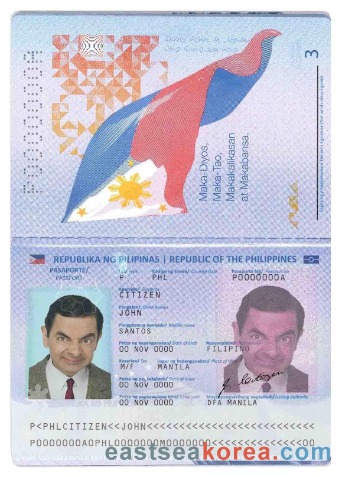 3
P0000000A
Maka-Diyos,
Maka-Tao,
Makakalikasan
at Makabansa.
REPUBLIKA NG PILIPINAS | REPUBLIC OF THE PHILIPPINES
PASAPORTE/
PASSPORT
P PHL P0000000A
CITIZEN
JOHN
SANTOS
00 NOV 0000 FILIPINO
M/F MANILA
00 NOV 0000
00 NOV 0000 DFA MANILA
P<PHLCITIZEN<<JOHN<<<<<<<<<<<<<<<<<<<<<<<<<<
eastseakorea.com